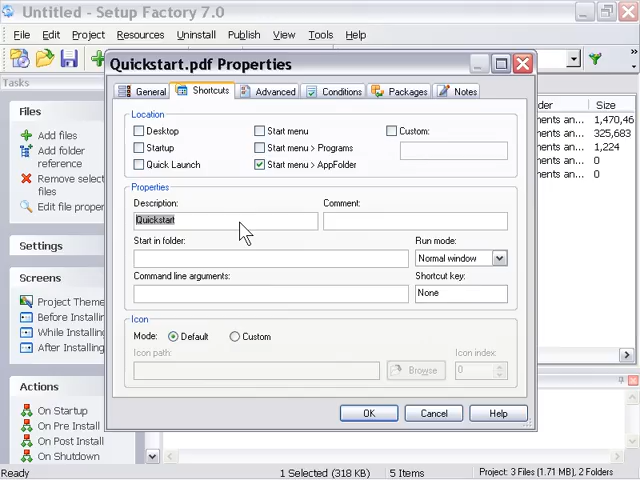 Untitled - Setup Factory 7.0
File Edit Project Resources Uninstall Publish View Tools Help
Tasks
Files
Add files
Add folder
reference
Remove select
files
Edit file proper
Settings
Screens
Project Theme
Before Installing
While Installing
After Installing
Actions
On Startup
On Pre Install
On Post Install
On Shutdown
Quickstart.pdf Properties
General Shortcuts Advanced Conditions Packages Notes
Location
Desktop Start menu Custom:
Startup Start menu > Programs
Quick Launch Start menu > AppFolder
Properties
Description: Comment:
Quickstart
Start in folder: Run mode:
Normal window
Command line arguments: Shortcut key:
None
Icon
Mode: Default Custom
Icon path: Icon index:
Browse 0
OK Cancel Help
der Size
ments an... 1,470,46
ments an... 325,683
ments an... 1,224
ments an... 0
ments an... 0
Ready 1 Selected (318 KB) 5 Items Project: 3 Files (1.71 MB), 2 Folders